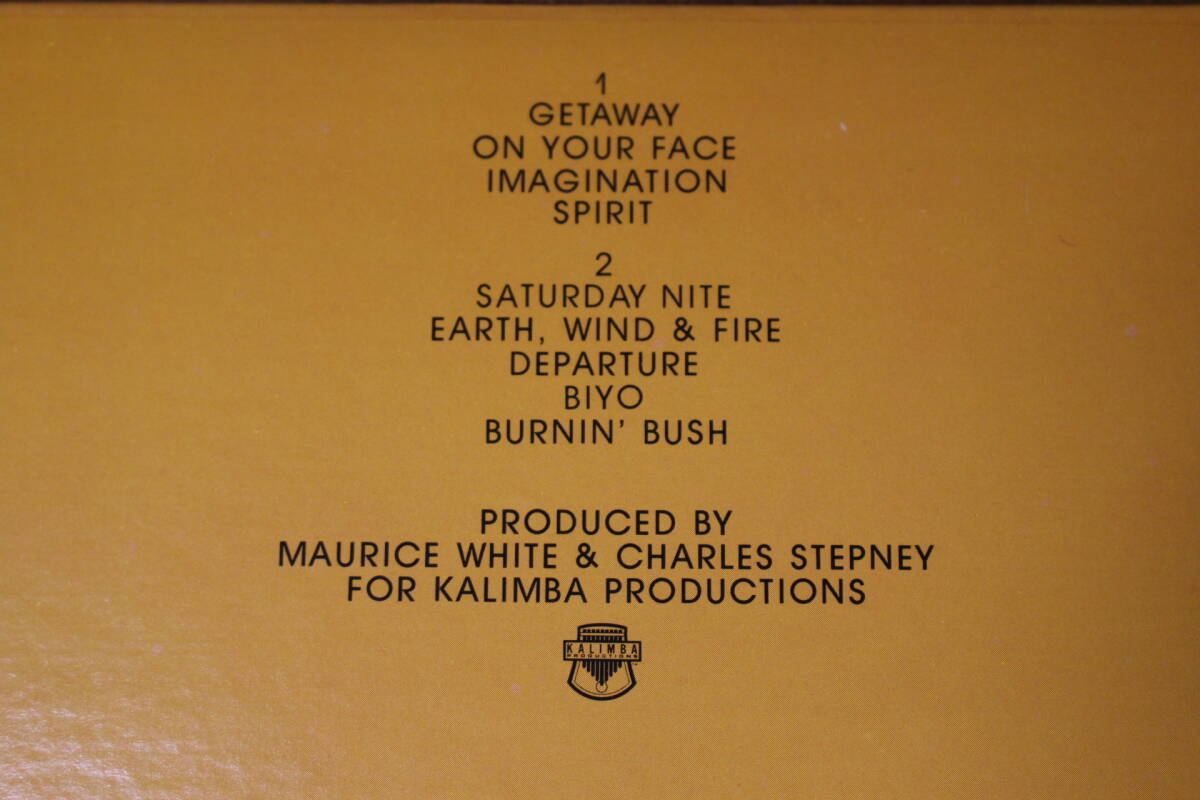 1
GETAWAY
ON YOUR FACE
IMAGINATION
SPIRIT
2
SATURDAY NITE
EARTH, WIND & FIRE
DEPARTURE
BIYO
BURNIN' BUSH
PRODUCED BY
MAURICE WHITE & CHARLES STEPNEY
FOR KALIMBA PRODUCTIONS
KALIMBA
PRODUCTIONS